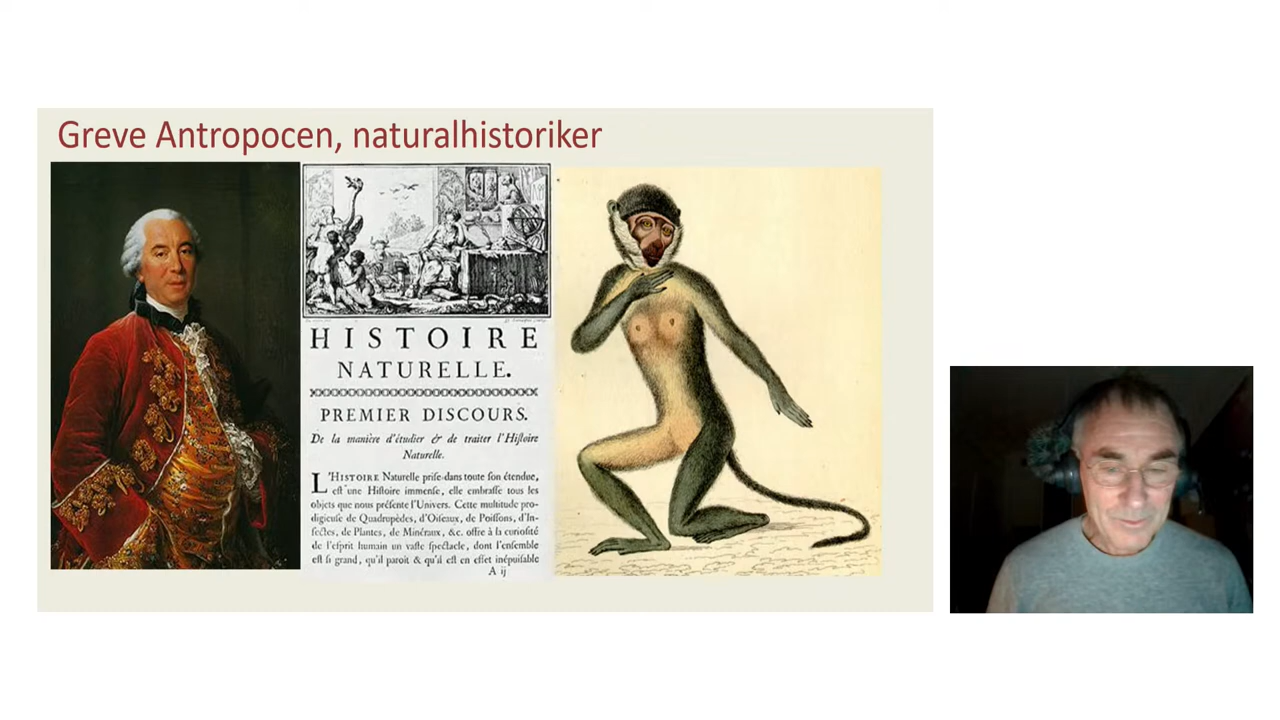 Greve Antropocen, naturalhistoriker
HISTOIRE
NATURELLE.
PREMIER DISCOURS.
De la manière d'étudier & de traiter l'Hiſtoire
Naturelle.
L'HISTOIRE Naturelle priſe dans toute ſon étendue,
eſt une Hiſtoire immenſe, elle embraſſe tous les
objets que nous préſente l'Univers. Cette multitude pro-
digieuſe de Quadrupèdes, d'Oiſeaux, de Poiſſons, d'In-
ſectes, de Plantes, de Minéraux, &c. offre à la curioſité
de l'eſprit humain un vaſte ſpectacle, dont l'enſemble
eſt ſi grand, qu'il paroît & qu'il eſt en effet inépuiſable
A ij